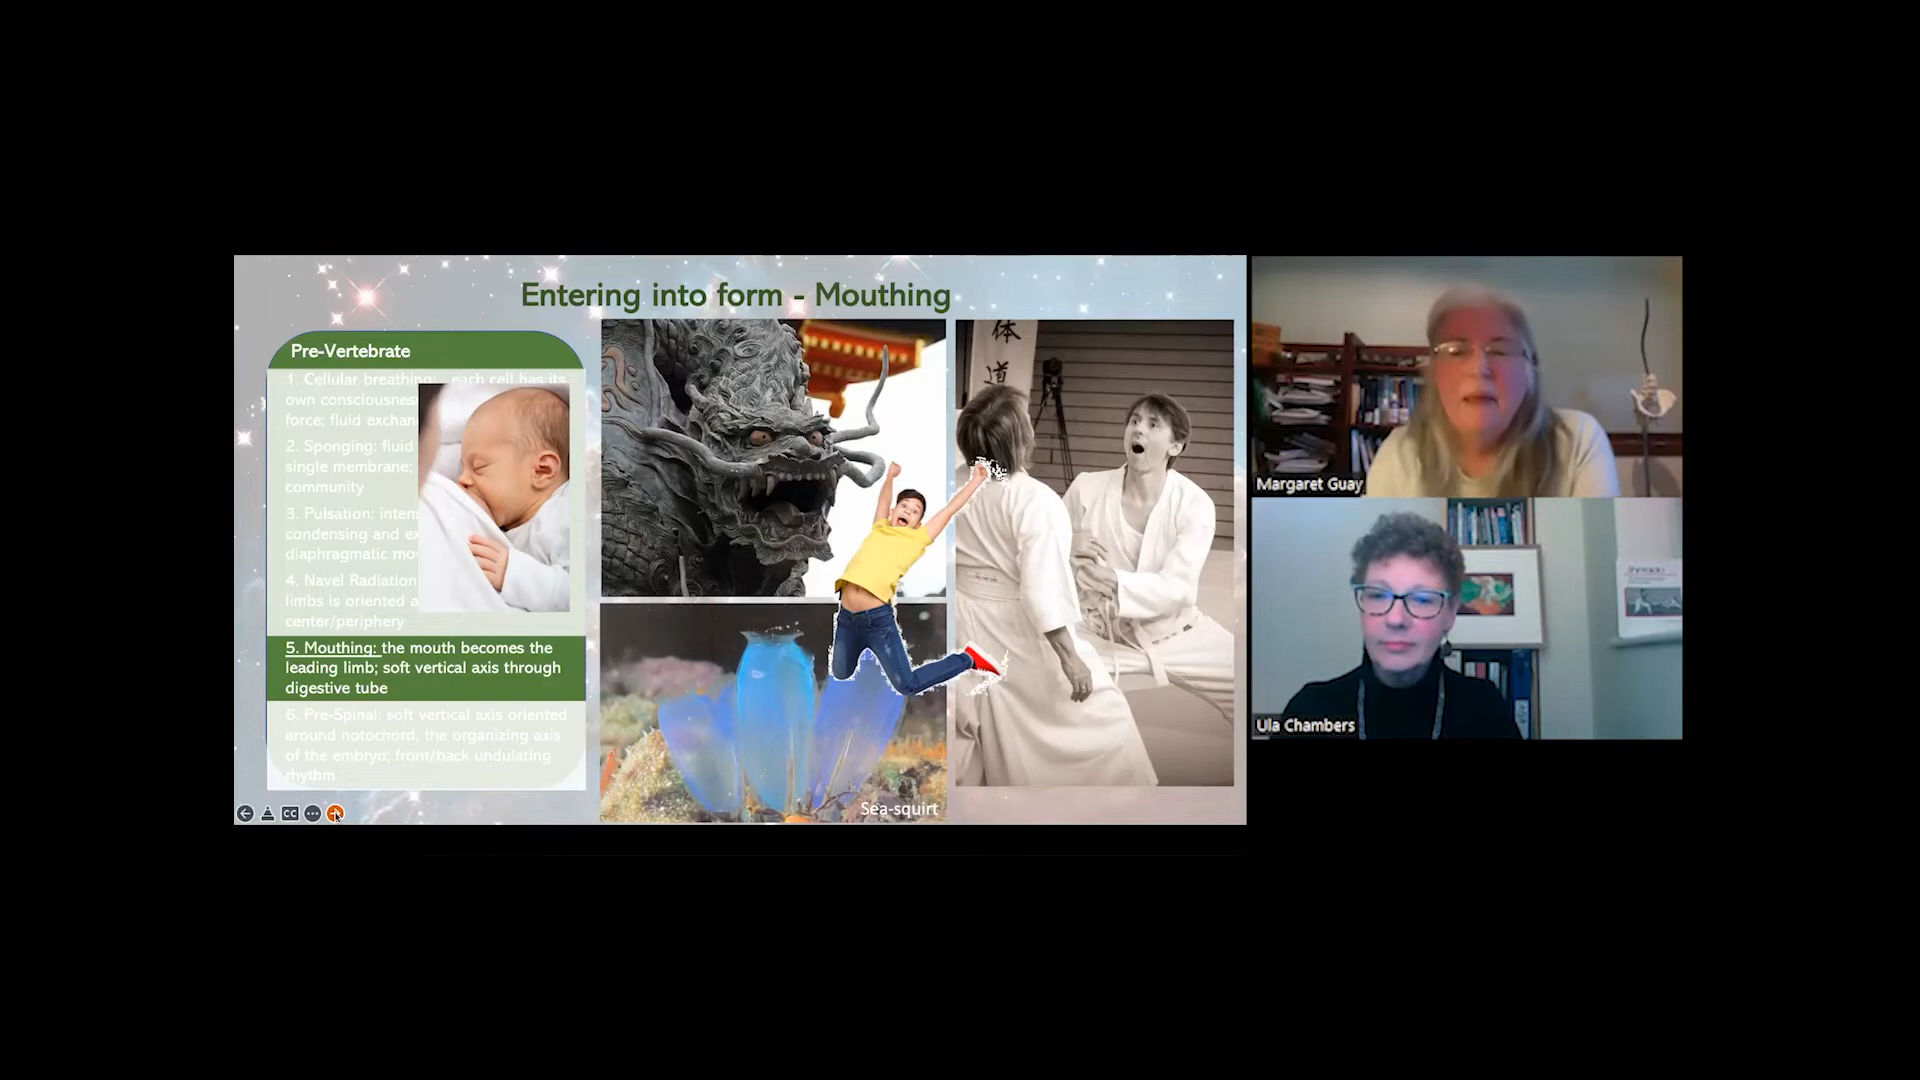 Entering into form - Mouthing
Pre-Vertebrate
1. Cellular breathing: each cell has its
own consciousness
force; fluid exchan
2. Sponging: fluid
single membrane;
community
3. Pulsation: intens
condensing and ex
diaphragmatic mo
4. Navel Radiation
limbs is oriented a
center/periphery
5. Mouthing: the mouth becomes the
leading limb; soft vertical axis through
digestive tube
6. Pre-Spinal: soft vertical axis oriented
around notochord, the organizing axis
of the embryo; front/back undulating
rhythm
体
道
Sea-squirt
CC
Margaret Guay
Ula Chambers